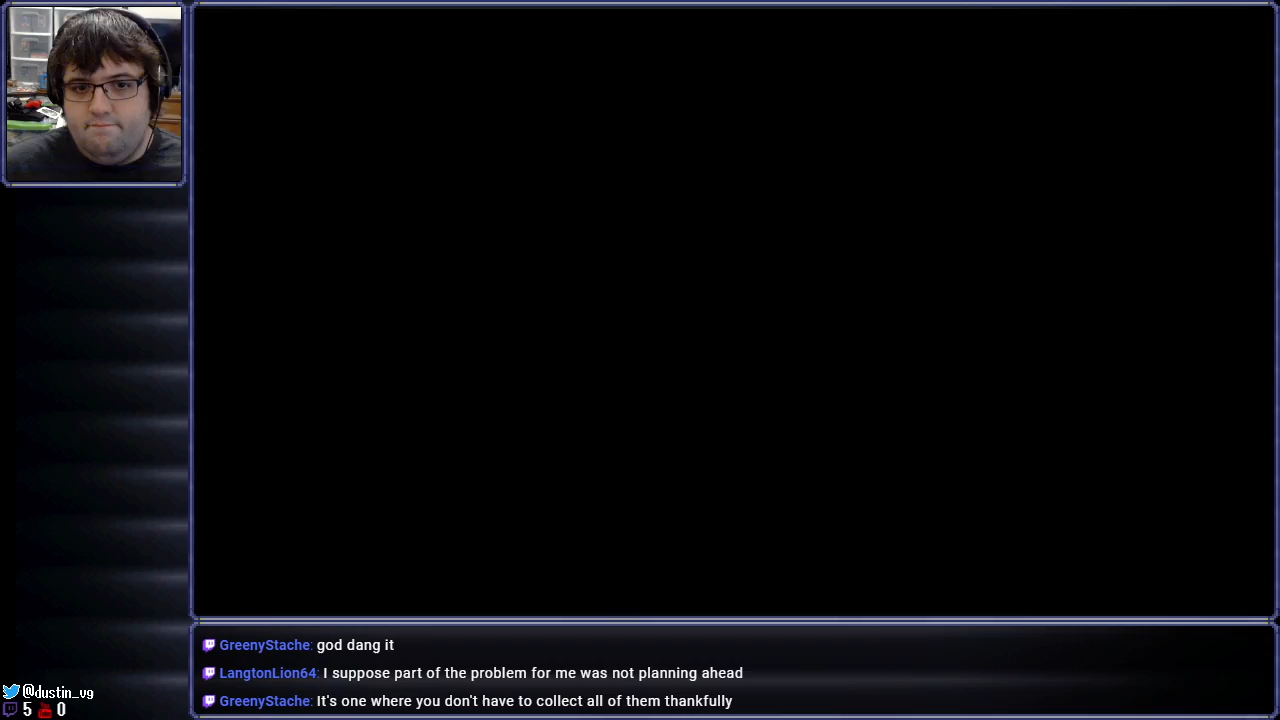 GreenyStache: god dang it
LangtonLion64: I suppose part of the problem for me was not planning ahead
GreenyStache: It's one where you don't have to collect all of them thankfully
@dustin_vg
5 0